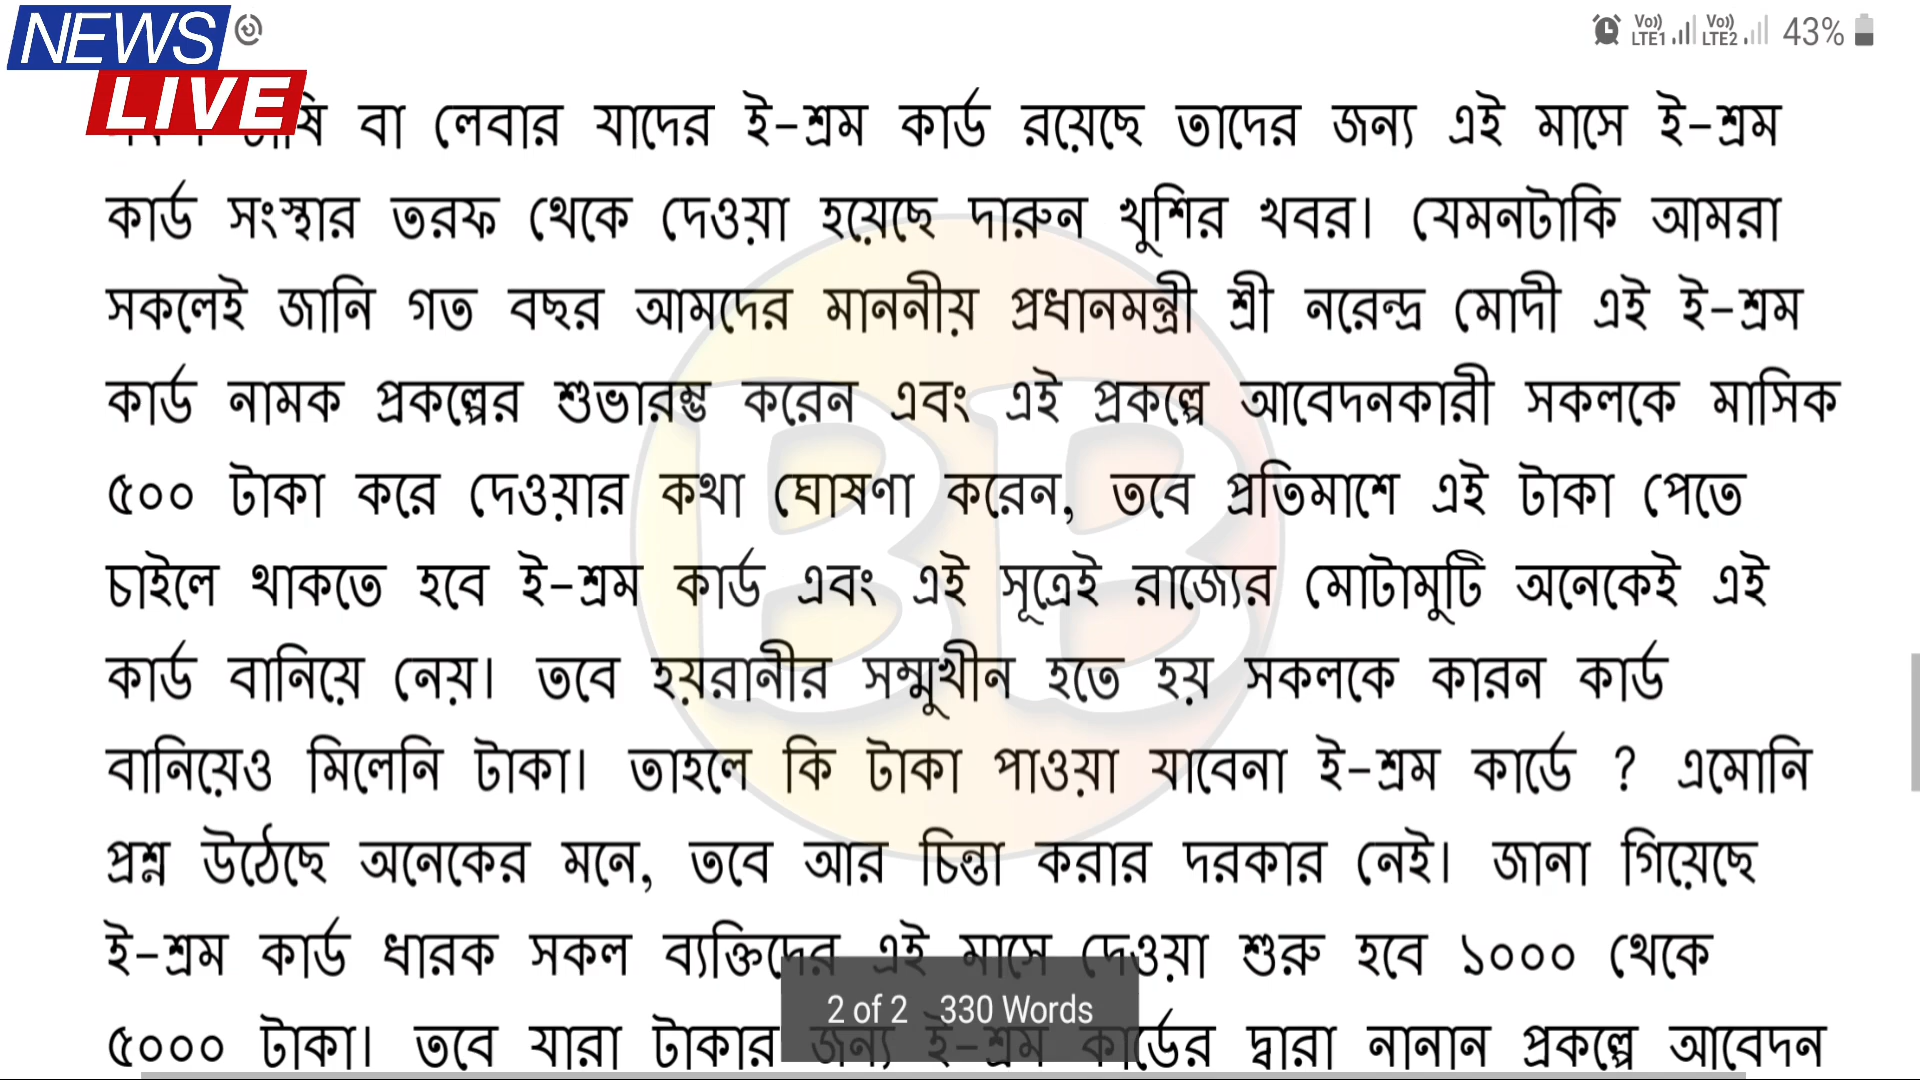 NEWS
LIVE
Vo)) LTE1 Vo)) LTE2 43%
বা লেবার যাদের ই-শ্রম কার্ড রয়েছে তাদের জন্য এই মাসে ই-শ্রম
কার্ড সংস্থার তরফ থেকে দেওয়া হয়েছে দারুন খুশির খবর। যেমনটাকি আমরা
সকলেই জানি গত বছর আমদের মাননীয় প্রধানমন্ত্রী শ্রী নরেন্দ্র মোদী এই ই-শ্রম
কার্ড নামক প্রকল্পের শুভারম্ভ করেন এবং এই প্রকল্পে আবেদনকারী সকলকে মাসিক
৫০০ টাকা করে দেওয়ার কথা ঘোষণা করেন, তবে প্রতিমাশে এই টাকা পেতে
চাইলে থাকতে হবে ই-শ্রম কার্ড এবং এই সূত্রেই রাজ্যের মোটামুটি অনেকেই এই
কার্ড বানিয়ে নেয়। তবে হয়রানীর সম্মুখীন হতে হয় সকলকে কারন কার্ড
বানিয়েও মিলেনি টাকা। তাহলে কি টাকা পাওয়া যাবেনা ই-শ্রম কার্ডে ? এমোনি
প্রশ্ন উঠেছে অনেকের মনে, তবে আর চিন্তা করার দরকার নেই। জানা গিয়েছে
ই-শ্রম কার্ড ধারক সকল ব্যক্তিদের এই মাসে দেওয়া শুরু হবে ১০০০ থেকে
৫০০০ টাকা। তবে যারা টাকার জন্য ই-শ্রম কার্ডের দ্বারা নানান প্রকল্পে আবেদন
BB
2 of 2 330 Words